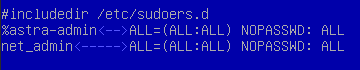 #includedir /etc/sudoers.d
%astra-admin<-->ALL=(ALL:ALL) NOPASSWD: ALL
net_admin<----->ALL=(ALL:ALL) NOPASSWD: ALL